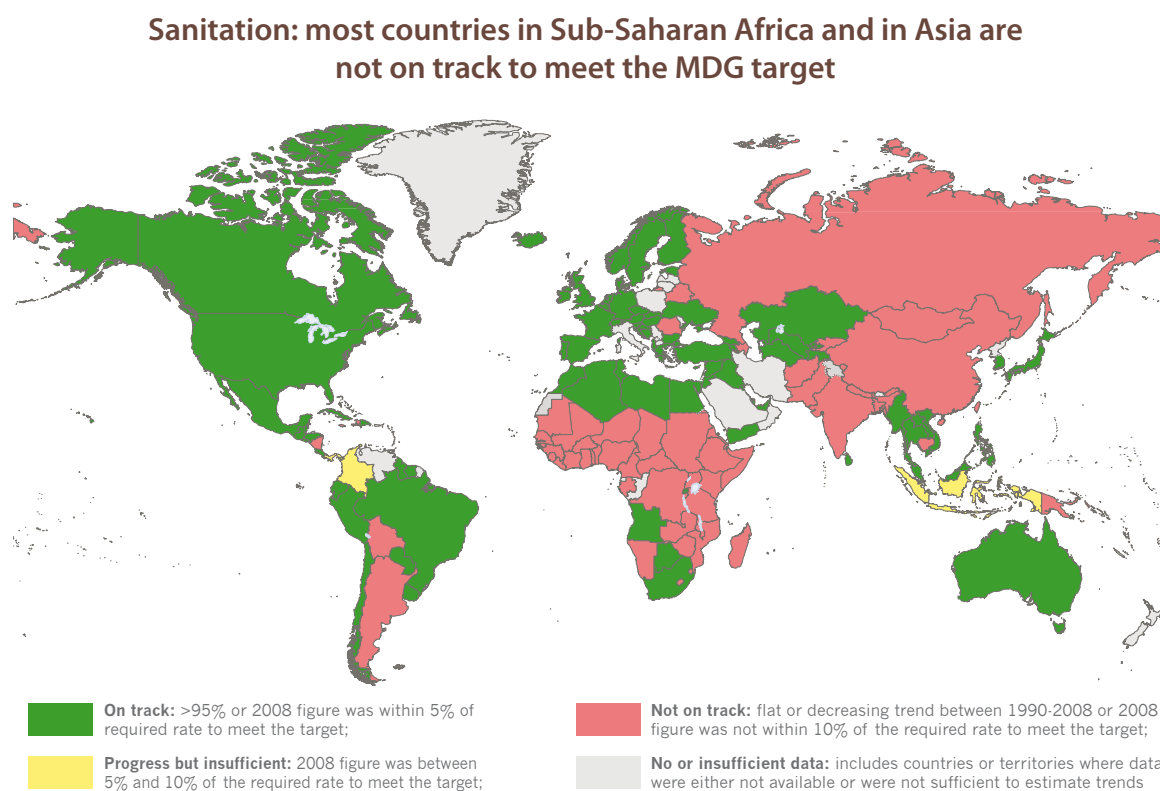 Sanitation: most countries in Sub-Saharan Africa and in Asia are
not on track to meet the MDG target
On track: >95% or 2008 figure was within 5% of
required rate to meet the target;
Progress but insufficient: 2008 figure was between
5% and 10% of the required rate to meet the target;
Not on track: flat or decreasing trend between 1990-2008 or 2008
figure was not within 10% of the required rate to meet the target;
No or insufficient data: includes countries or territories where data
were either not available or were not sufficient to estimate trends